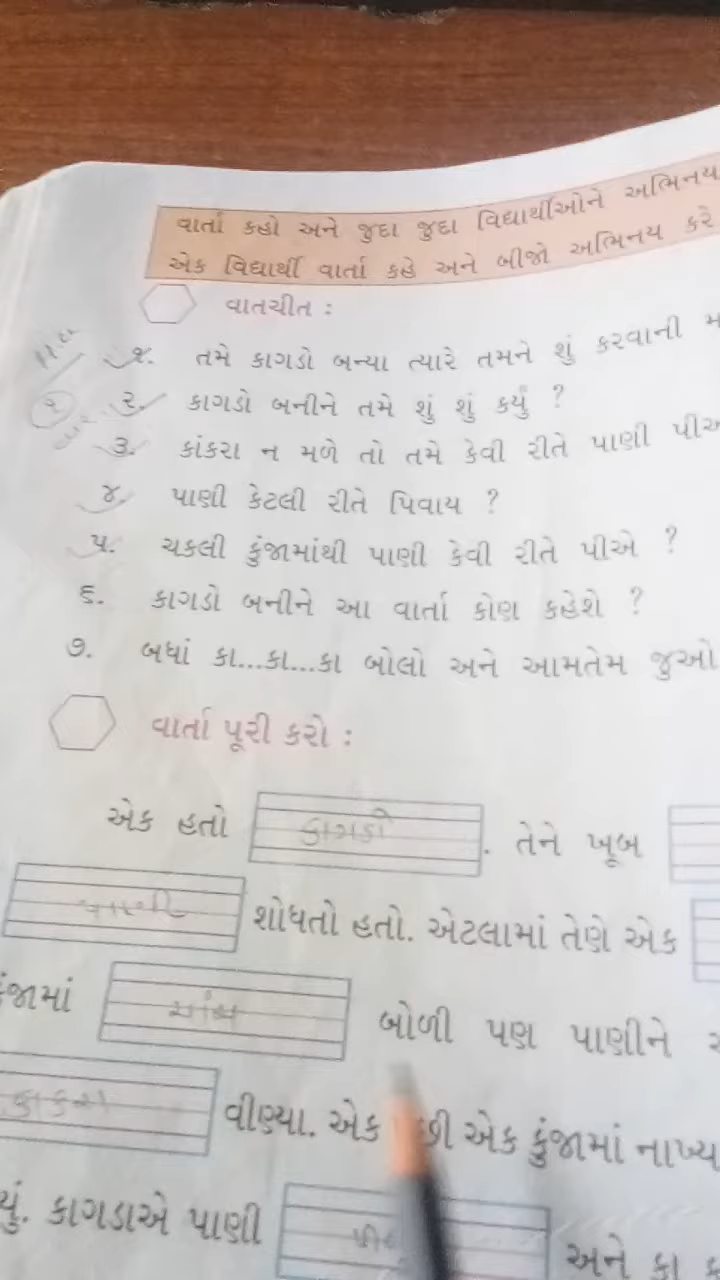 વાર્તા કહો અને જુદા જુદા વિદ્યાર્થીઓને અભિનય
એક વિદ્યાર્થી વાર્તા કહે અને બીજો અભિનય કરે
વાતચીત :
૧. તમે કાગડો બન્યા ત્યારે તમને શું કરવાની મ
૨. કાગડો બનીને તમે શું શું કર્યું ?
૩. કાંકરા ન મળે તો તમે કેવી રીતે પાણી પીઅ
૪. પાણી કેટલી રીતે પિવાય ?
૫. ચકલી કુંજામાંથી પાણી કેવી રીતે પીએ ?
૬. કાગડો બનીને આ વાર્તા કોણ કહેશે ?
૭. બધાં કા...કા...કા બોલો અને આમતેમ જુઓ
વાર્તા પૂરી કરો :
એક હતો કાગડો . તેને ખૂબ
પાણી શોધતો હતો. એટલામાં તેણે એક
કુંજામાં ચાંચ બોળી પણ પાણીને
કાકરા વીણ્યા. એક પછી એક કુંજામાં નાખ્ય
ર્યું. કાગડાએ પાણી અને કા